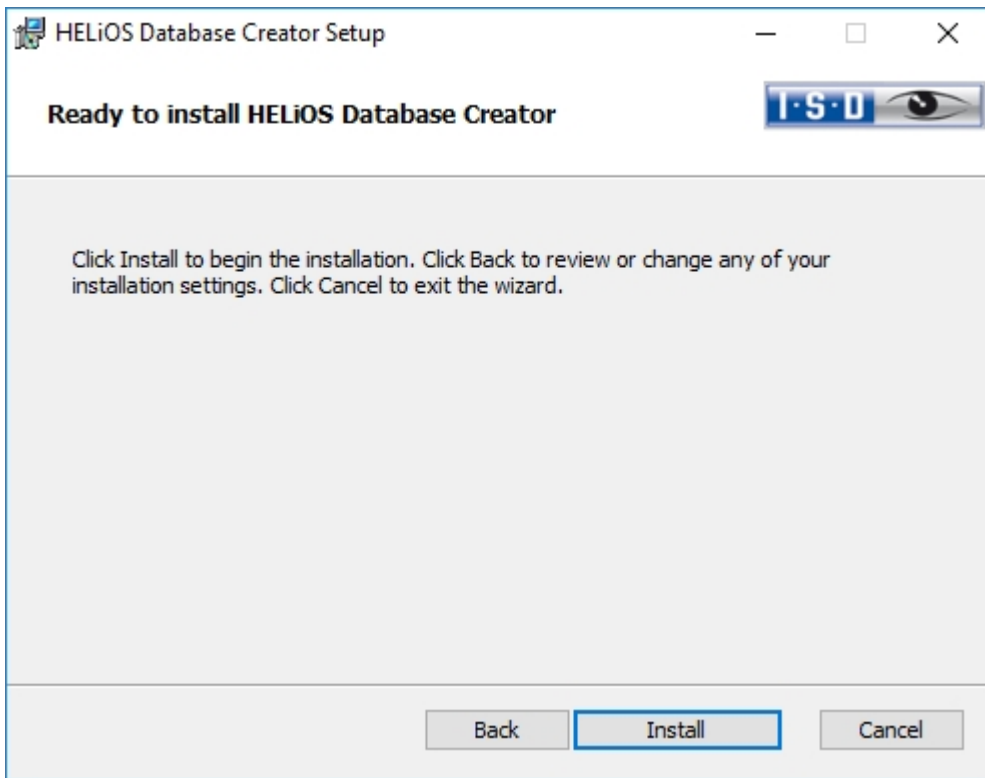 HELiOS Database Creator Setup
Ready to install HELiOS Database Creator
I·S·D
Click Install to begin the installation. Click Back to review or change any of your
installation settings. Click Cancel to exit the wizard.
Back
Install
Cancel